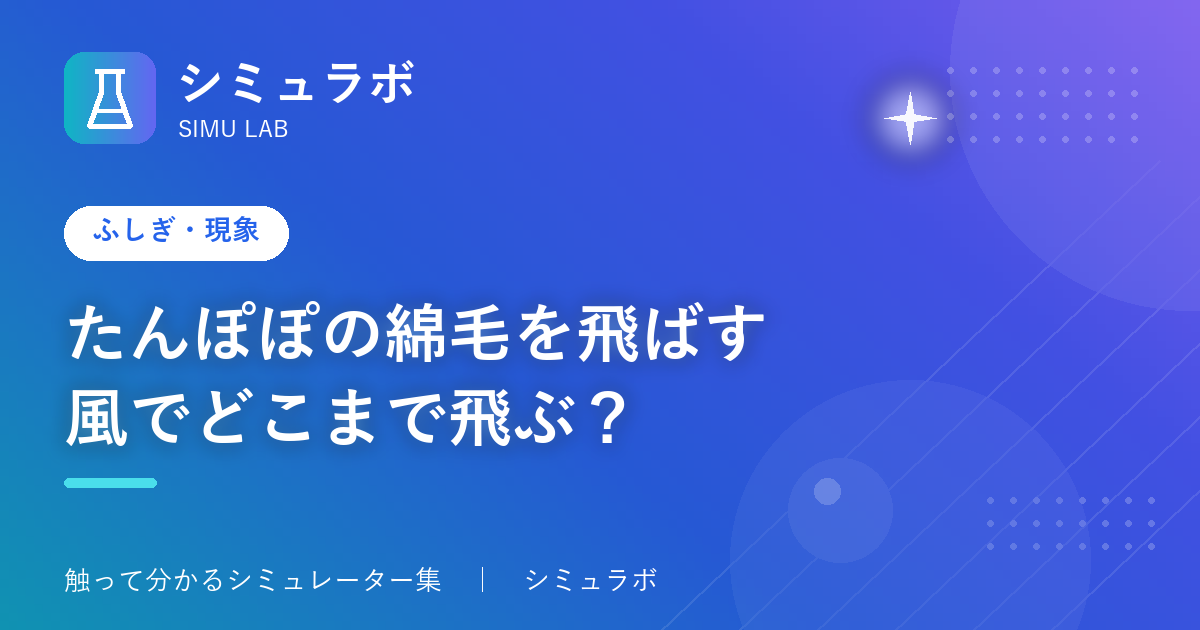 シミュラボ
SIMU LAB
ふしぎ・現象
たんぽぽの綿毛を飛ばす
風でどこまで飛ぶ？
触って分かるシミュレーター集 ｜ シミュラボ